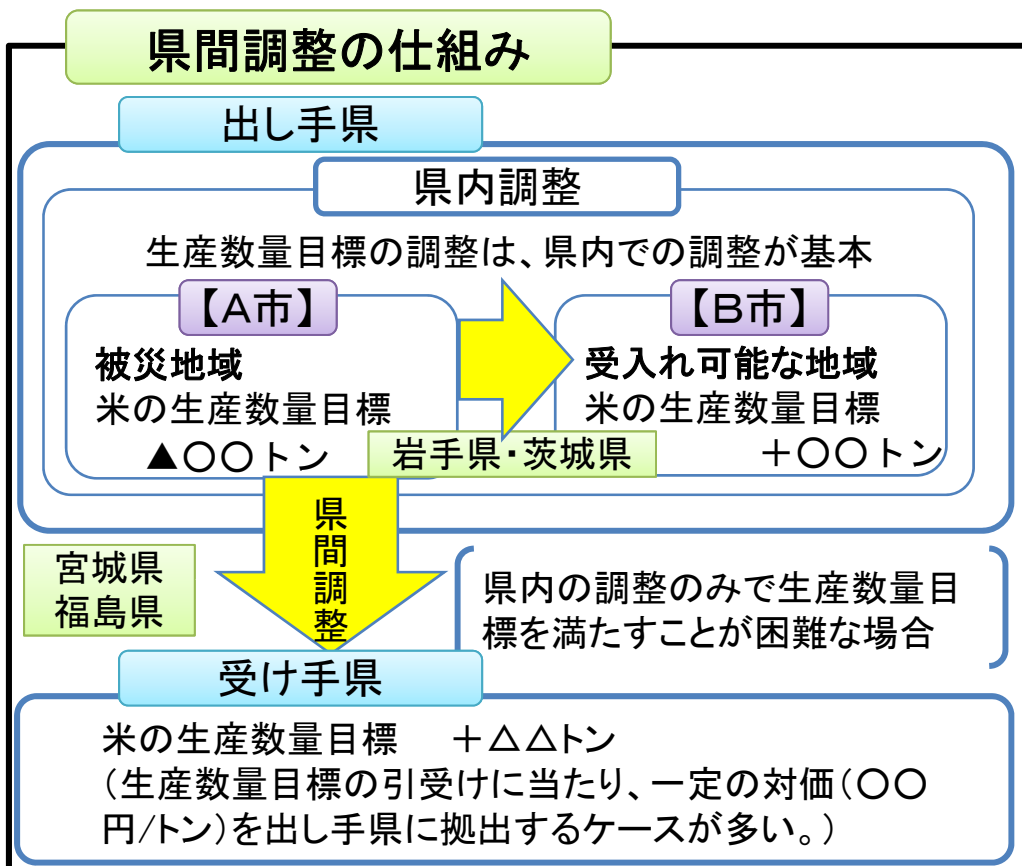 県間調整の仕組み
出し手県
県内調整
生産数量目標の調整は、県内での調整が基本
【A市】
被災地域
米の生産数量目標
▲〇〇トン
【B市】
受入れ可能な地域
米の生産数量目標
＋〇〇トン
岩手県・茨城県
県間調整
宮城県
福島県
県内の調整のみで生産数量目
標を満たすことが困難な場合
受け手県
米の生産数量目標　＋△△トン
（生産数量目標の引受けに当たり、一定の対価（〇〇
円/トン）を出し手県に拠出するケースが多い。）